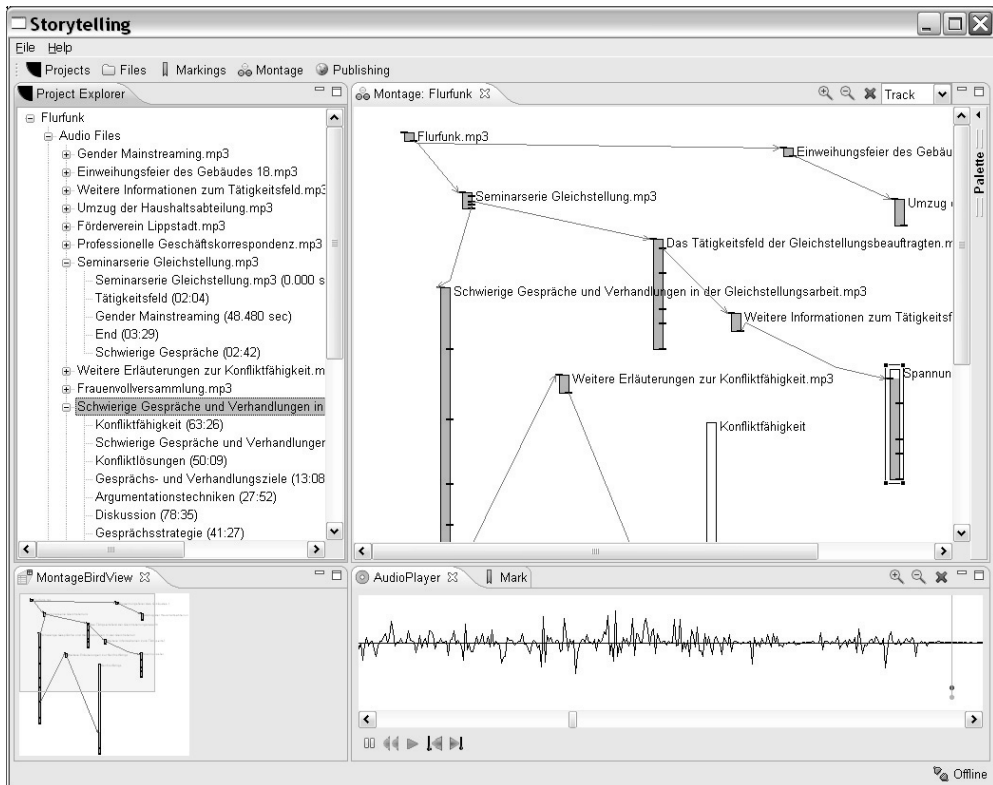 Storytelling
File Help
Projects Files Markings Montage Publishing
Project Explorer
Flurfunk
Audio Files
Gender Mainstreaming.mp3
Einweihungsfeier des Gebäudes 18.mp3
Weitere Informationen zum Tätigkeitsfeld.mp3
Umzug der Haushaltsabteilung.mp3
Förderverein Lippstadt.mp3
Professionelle Geschäftskorrespondenz.mp3
Seminarserie Gleichstellung.mp3
Seminarserie Gleichstellung.mp3 (0.000 s
Tätigkeitsfeld (02:04)
Gender Mainstreaming (48.480 sec)
End (03:29)
Schwierige Gespräche (02:42)
Weitere Erläuterungen zur Konfliktfähigkeit.m
Frauenvollversammlung.mp3
Schwierige Gespräche und Verhandlungen in
Konfliktfähigkeit (63:26)
Schwierige Gespräche und Verhandlunger
Konfliktlösungen (50:09)
Gesprächs- und Verhandlungsziele (13:08
Argumentationstechniken (27:52)
Diskussion (78:35)
Gesprächsstrategie (41:27)
Montage: Flurfunk
Track
Palette
Flurfunk.mp3
Einweihungsfeier des Gebäu
Seminarserie Gleichstellung.mp3
Umzug
Das Tätigkeitsfeld der Gleichstellungsbeauftragten.m
Schwierige Gespräche und Verhandlungen in der Gleichstellungsarbeit.mp3
Weitere Informationen zum Tätigkeitsf
Weitere Erläuterungen zur Konfliktfähigkeit.mp3
Spannun
Konfliktfähigkeit
MontageBirdView
AudioPlayer Mark
Offline